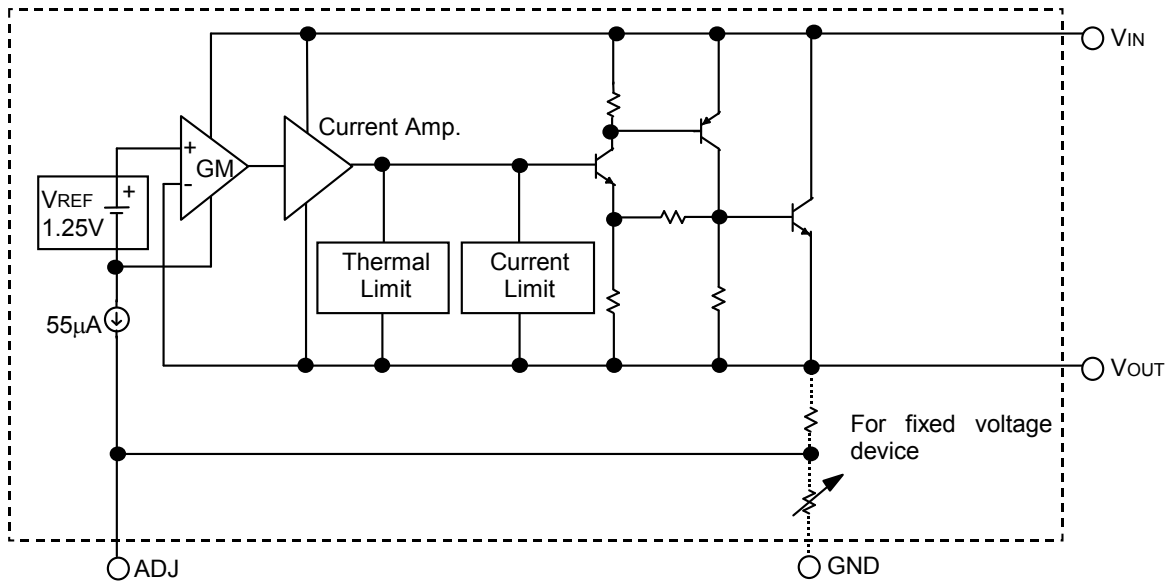 VIN
Current Amp.
+
GM
-
VREF
+
1.25V
Thermal
Limit
Current
Limit
55µA
VOUT
For fixed voltage
device
ADJ
GND